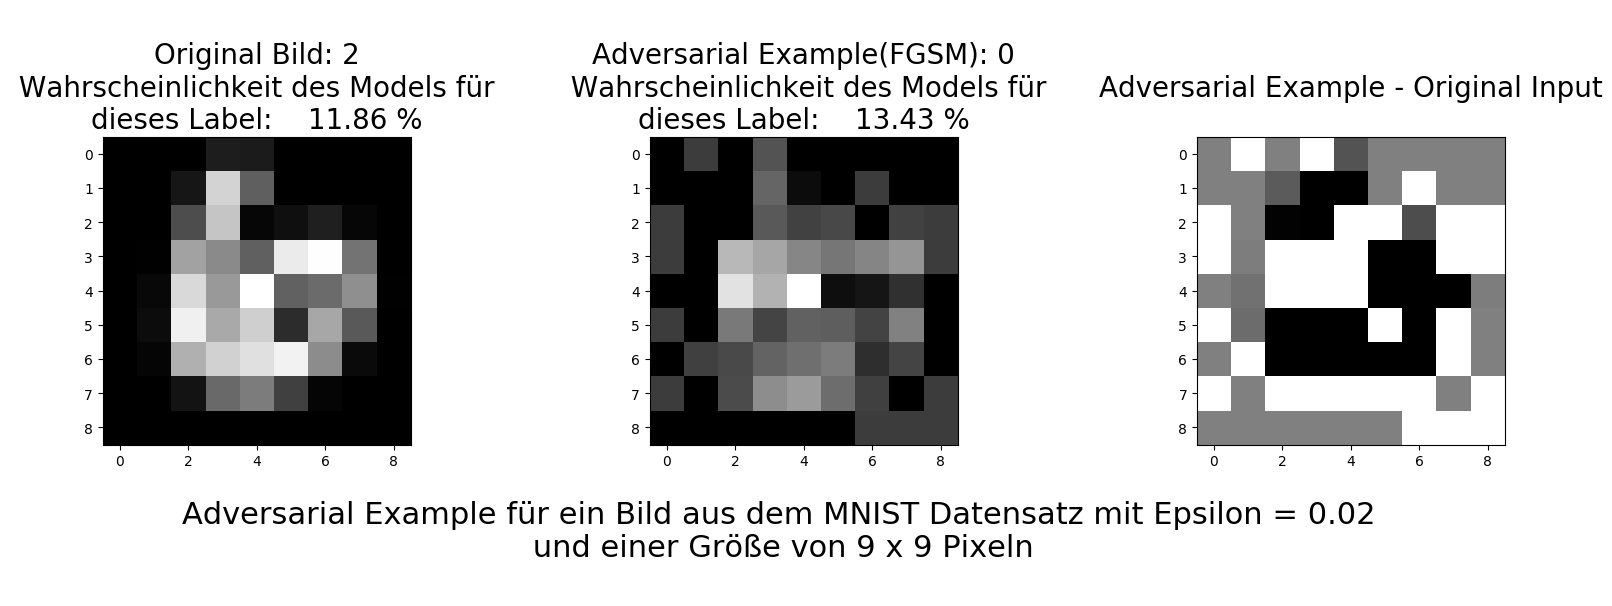 Original Bild: 2
Wahrscheinlichkeit des Models für
dieses Label: 11.86 %
0
1
2
3
4
5
6
7
8
0 2 4 6 8
Adversarial Example(FGSM): 0
Wahrscheinlichkeit des Models für
dieses Label: 13.43 %
0
1
2
3
4
5
6
7
8
0 2 4 6 8
Adversarial Example - Original Input
0
1
2
3
4
5
6
7
8
0 2 4 6 8
Adversarial Example für ein Bild aus dem MNIST Datensatz mit Epsilon = 0.02
und einer Größe von 9 x 9 Pixeln